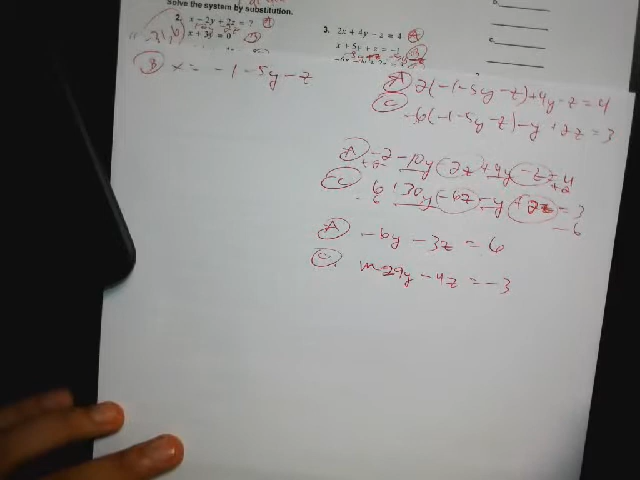 Solve the system by substitution.
2. x - 2y + 2z = ? Ⓐ
x + 3y = 9 Ⓑ
3. 2x + 4y - z = 4 Ⓐ
x + 5y + z = -1 Ⓑ
Ⓑ x = -1 - 5y - z
Ⓐ 2(-1-5y-z)+4y-z = 4
Ⓒ -6(-1-5y-z)-y+2z = 3
Ⓐ -2 -10y -2z +4y -z = 4
+2 +2
Ⓒ 6 +30y -6z -y + 2z = 3
-6 -6
Ⓐ -6y - 3z = 6
Ⓒ 29y - 4z = -3